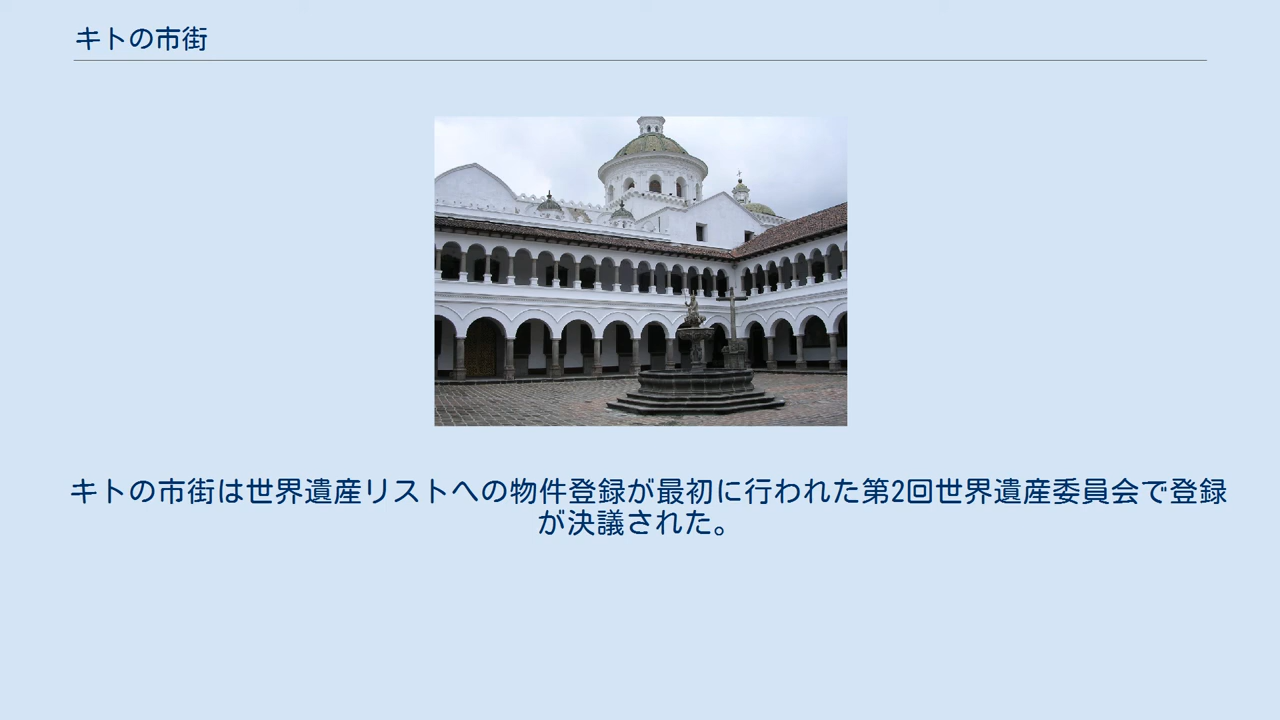 キトの市街
キトの市街は世界遺産リストへの物件登録が最初に行われた第2回世界遺産委員会で登録
が決議された。